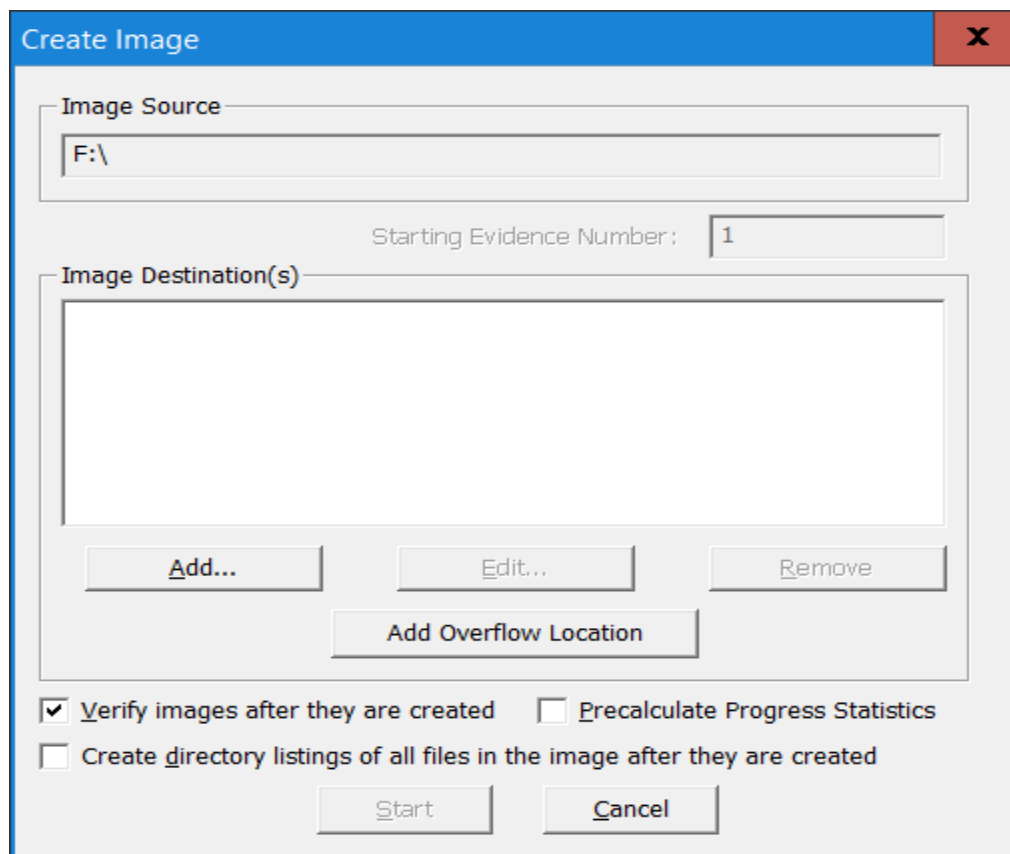 Create Image
X
Image Source
F:\
Starting Evidence Number: 1
Image Destination(s)
Add... Edit... Remove
Add Overflow Location
Verify images after they are created Precalculate Progress Statistics
Create directory listings of all files in the image after they are created
Start Cancel